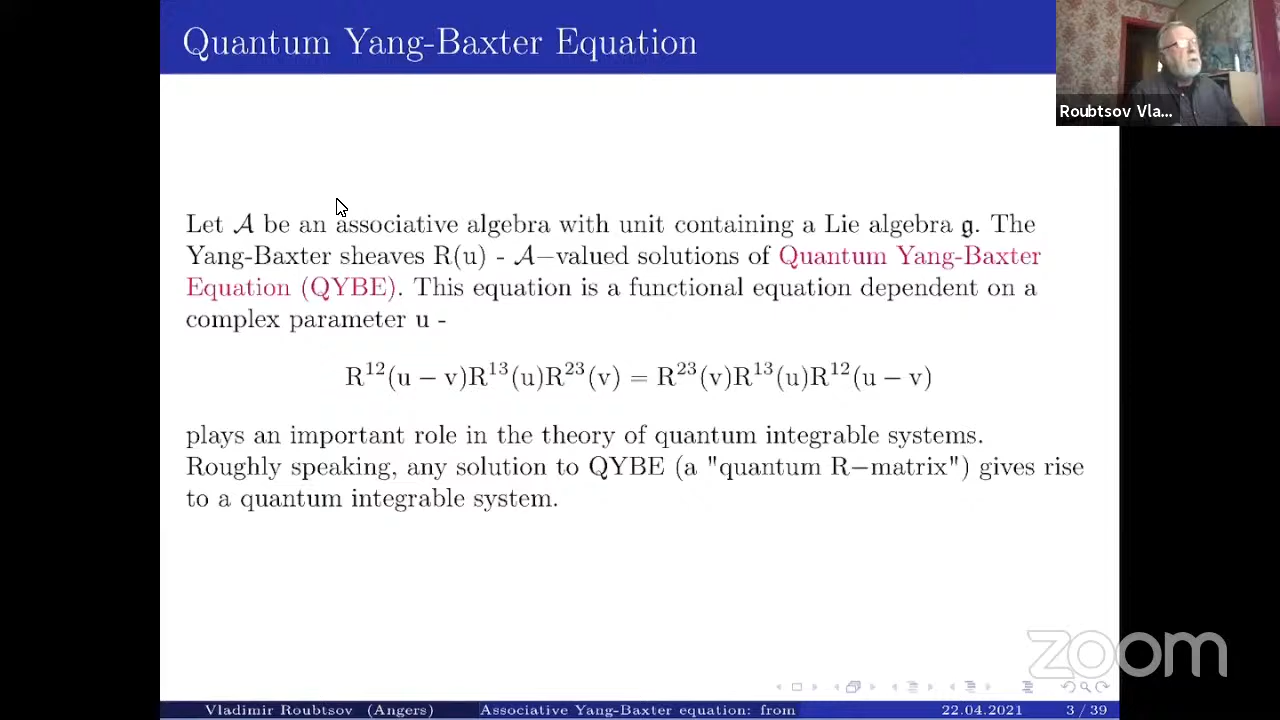 Quantum Yang-Baxter Equation
Roubtsov Vla...
Let 𝒜 be an associative algebra with unit containing a Lie algebra 𝔤. The
Yang-Baxter sheaves R(u) - 𝒜−valued solutions of Quantum Yang-Baxter
Equation (QYBE). This equation is a functional equation dependent on a
complex parameter u -
R¹²(u − v)R¹³(u)R²³(v) = R²³(v)R¹³(u)R¹²(u − v)
plays an important role in the theory of quantum integrable systems.
Roughly speaking, any solution to QYBE (a "quantum R−matrix") gives rise
to a quantum integrable system.
zoom
Vladimir Roubtsov (Angers) Associative Yang-Baxter equation: from 22.04.2021 3 / 39